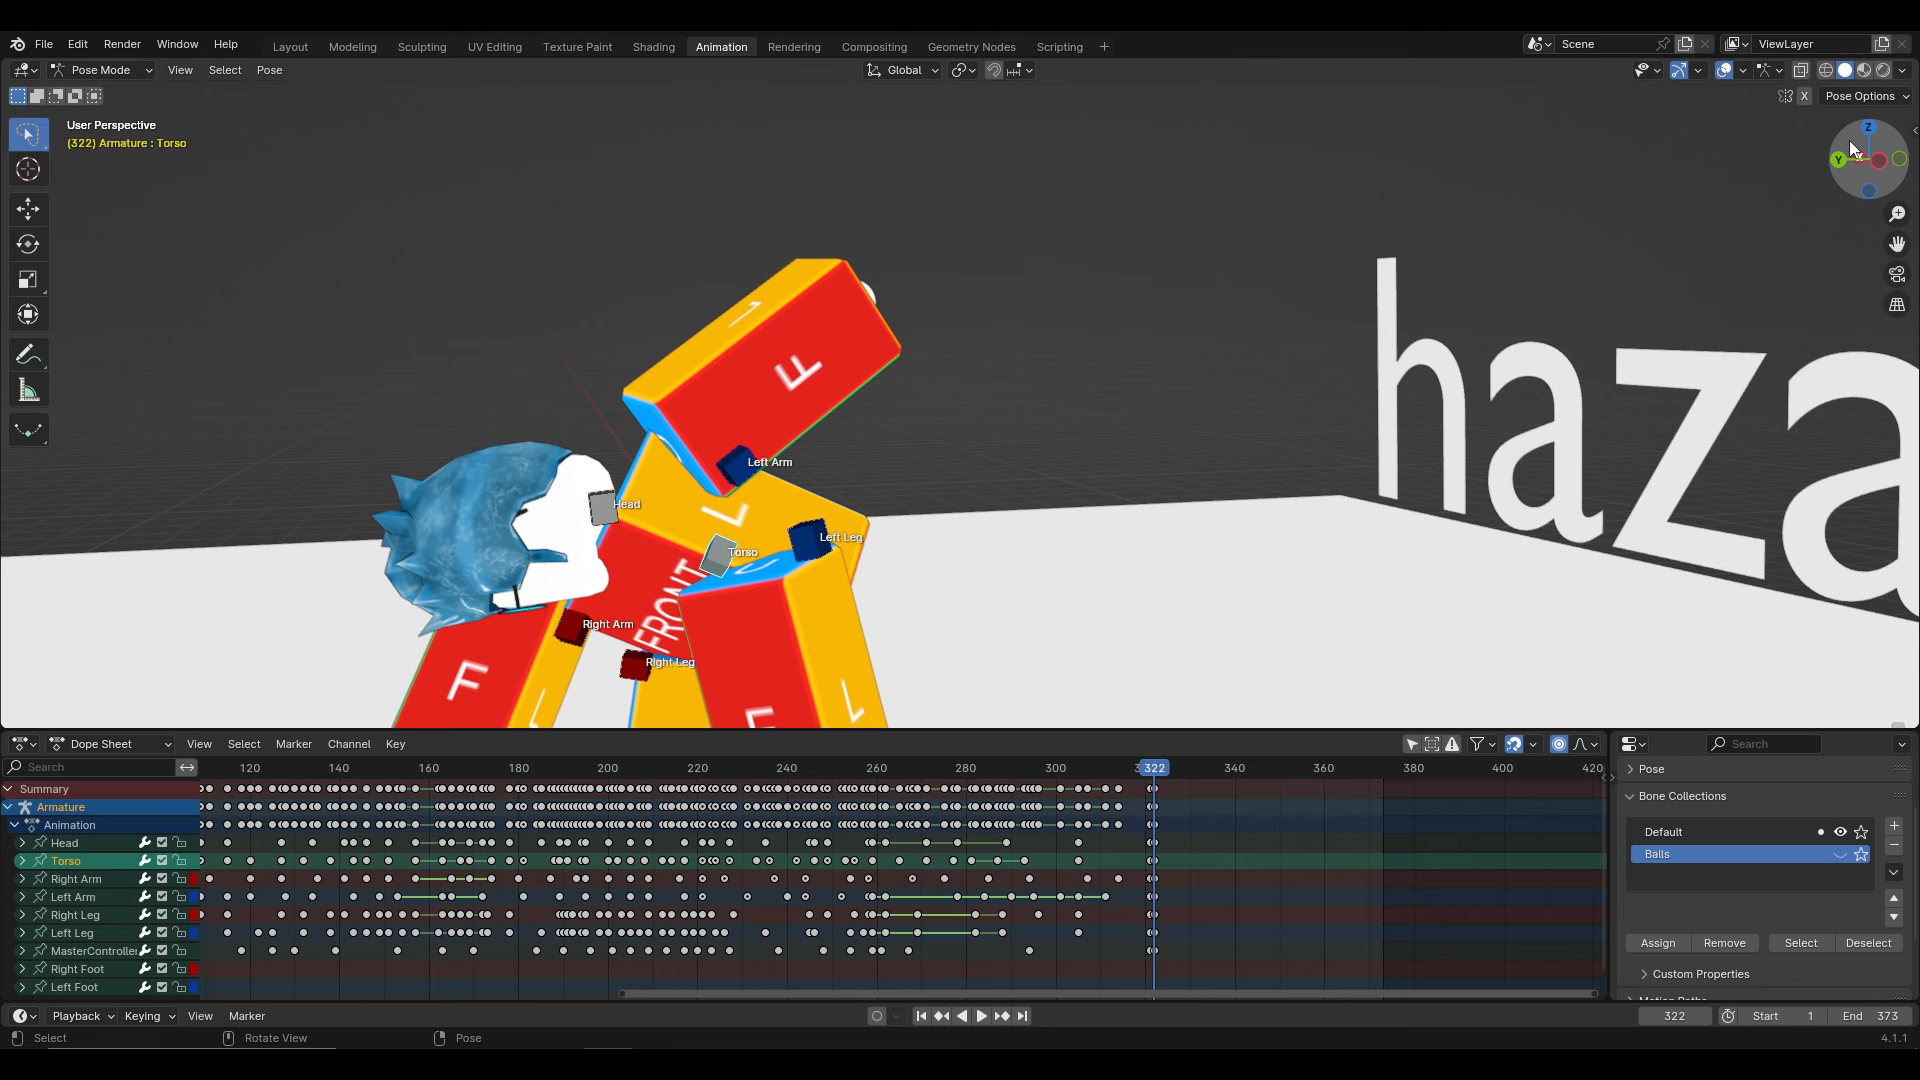 File Edit Render Window Help Layout Modeling Sculpting UV Editing Texture Paint Shading Animation Rendering Compositing Geometry Nodes Scripting + Scene ViewLayer
Pose Mode View Select Pose Global
X Pose Options
User Perspective
(322) Armature : Torso
Z
Y
haza
F
Left Arm
Head
L
Left Leg
Torso
FRONT
Right Arm
Right Leg
F
Dope Sheet View Select Marker Channel Key Search
Search 120 140 160 180 200 220 240 260 280 300 322 340 360 380 400 420
Pose
Summary
Bone Collections
Armature
Animation
Default
Head
Balls
Torso
Right Arm
Left Arm
Right Leg
Left Leg
Assign Remove Select Deselect
MasterController
Right Foot
Custom Properties
Left Foot
Playback Keying View Marker 322 Start 1 End 373
Select Rotate View Pose 4.1.1